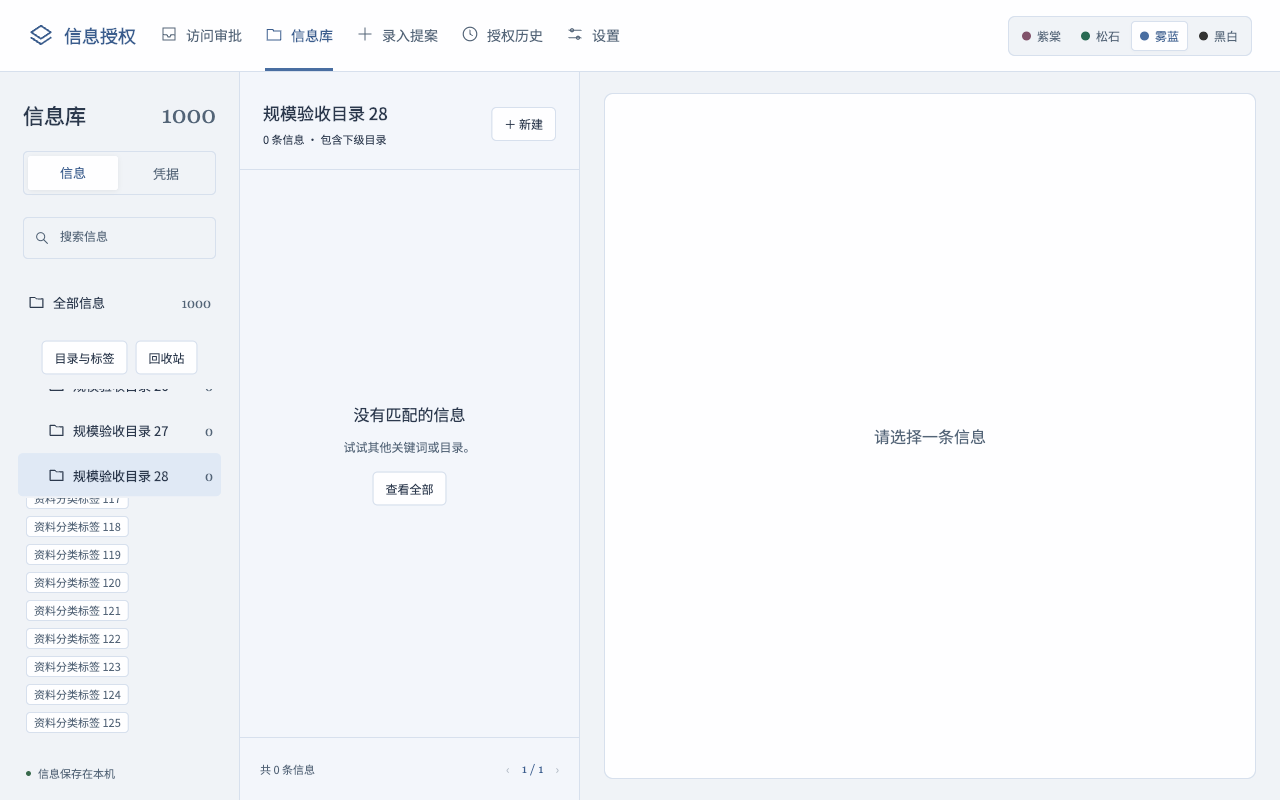 信息授权
访问审批
信息库
录入提案
授权历史
设置
紫棠
松石
雾蓝
黑白
信息库 1000
信息
凭据
搜索信息
全部信息 1000
目录与标签
回收站
规模验收目录 27 0
规模验收目录 28 0
资料分类标签 117
资料分类标签 118
资料分类标签 119
资料分类标签 120
资料分类标签 121
资料分类标签 122
资料分类标签 123
资料分类标签 124
资料分类标签 125
信息保存在本机
规模验收目录 28
0 条信息 · 包含下级目录
新建
没有匹配的信息
试试其他关键词或目录。
查看全部
共 0 条信息
‹ 1 / 1 ›
请选择一条信息